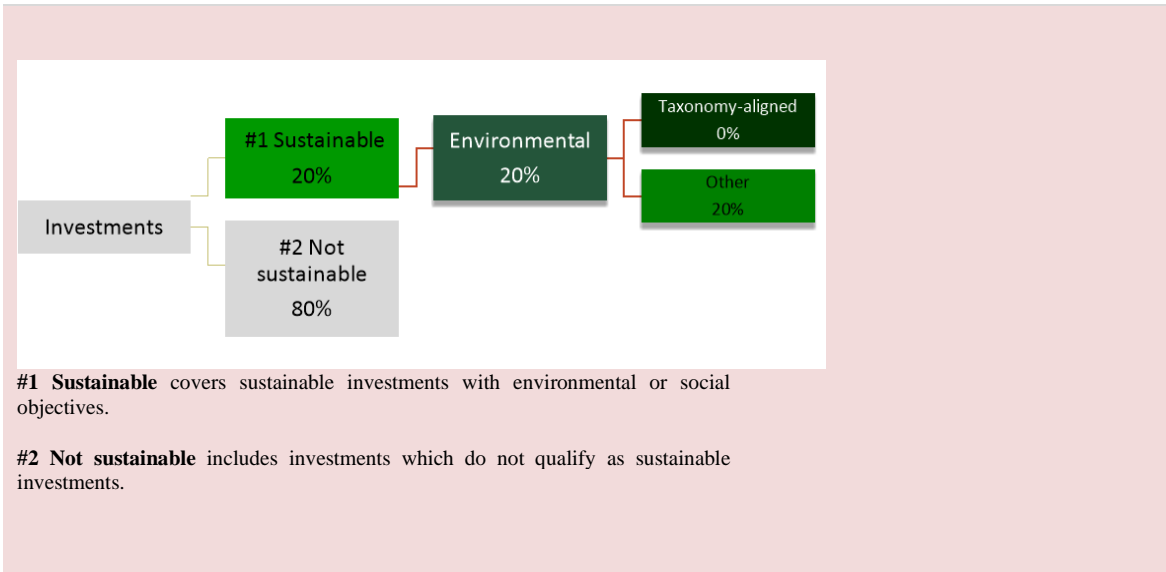 Taxonomy-aligned
0%
#1 Sustainable
20%
Environmental
20%
Other
20%
Investments
#2 Not
sustainable
80%
#1 Sustainable covers sustainable investments with environmental or social
objectives.
#2 Not sustainable includes investments which do not qualify as sustainable
investments.